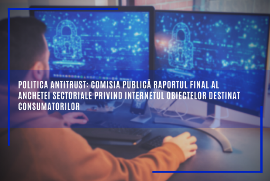 POLITICA ANTITRUST: COMISIA PUBLICĂ RAPORTUL FINAL AL
ANCHETEI SECTORIALE PRIVIND INTERNETUL OBIECTELOR DESTINAT
CONSUMATORILOR